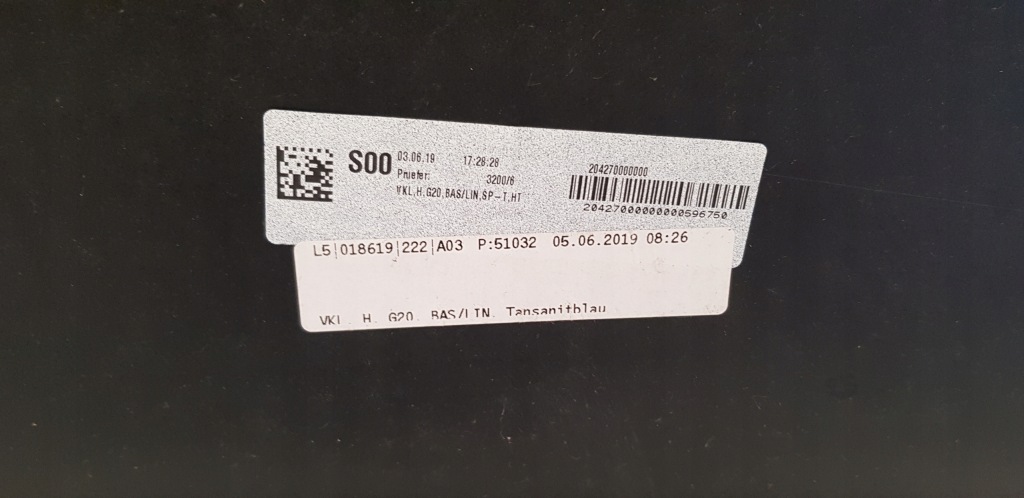 S00
03.06.19 17:28:28
Pruefer: 3200/6
VKL,H,G20,BAS/LIN,SP-T,HT
204270000000
20427000000000596750
L5|018619|222|A03 P:51032 05.06.2019 08:26
VKL. H. G20. BAS/LIN. Tansanitblau